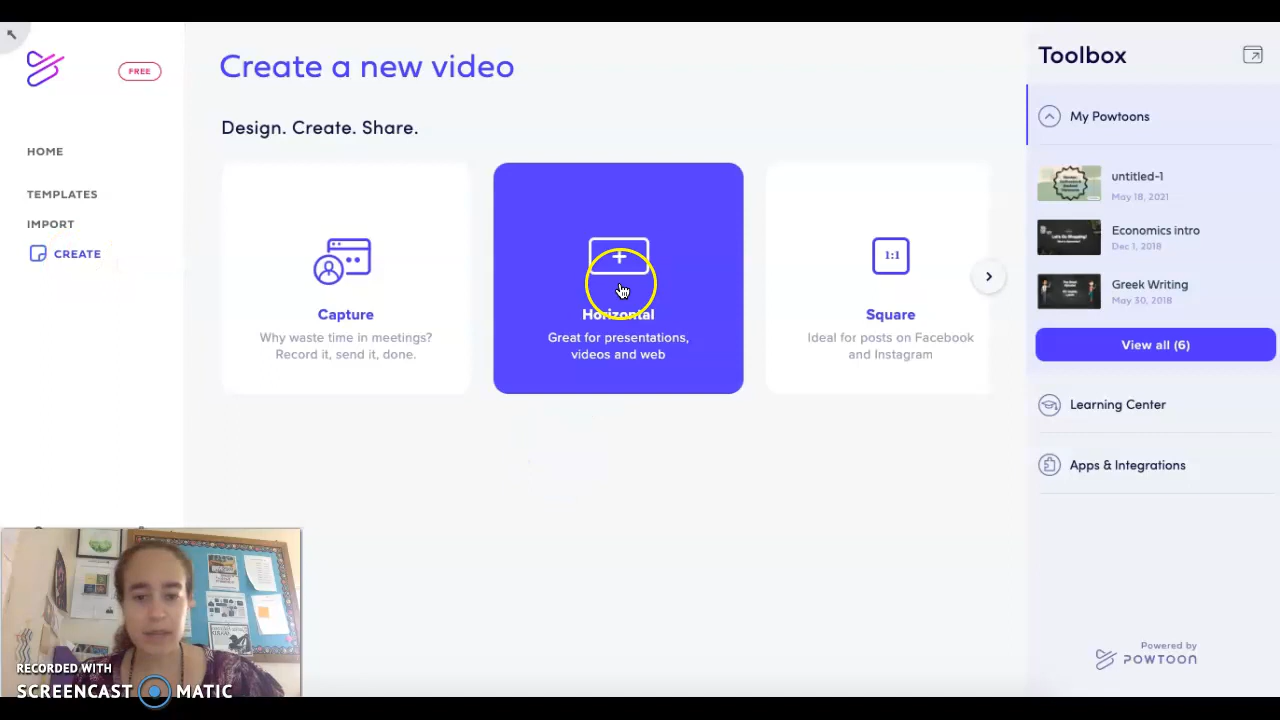 FREE
HOME
TEMPLATES
IMPORT
CREATE
Create a new video
Design. Create. Share.
Capture
Why waste time in meetings?
Record it, send it, done.
Horizontal
Great for presentations,
videos and web
1:1
Square
Ideal for posts on Facebook
and Instagram
Toolbox
My Powtoons
untitled-1
May 18, 2021
Economics intro
Dec 1, 2018
Greek Writing
May 30, 2018
View all (6)
Learning Center
Apps & Integrations
Powered by
POWTOON
RECORDED WITH
SCREENCAST MATIC